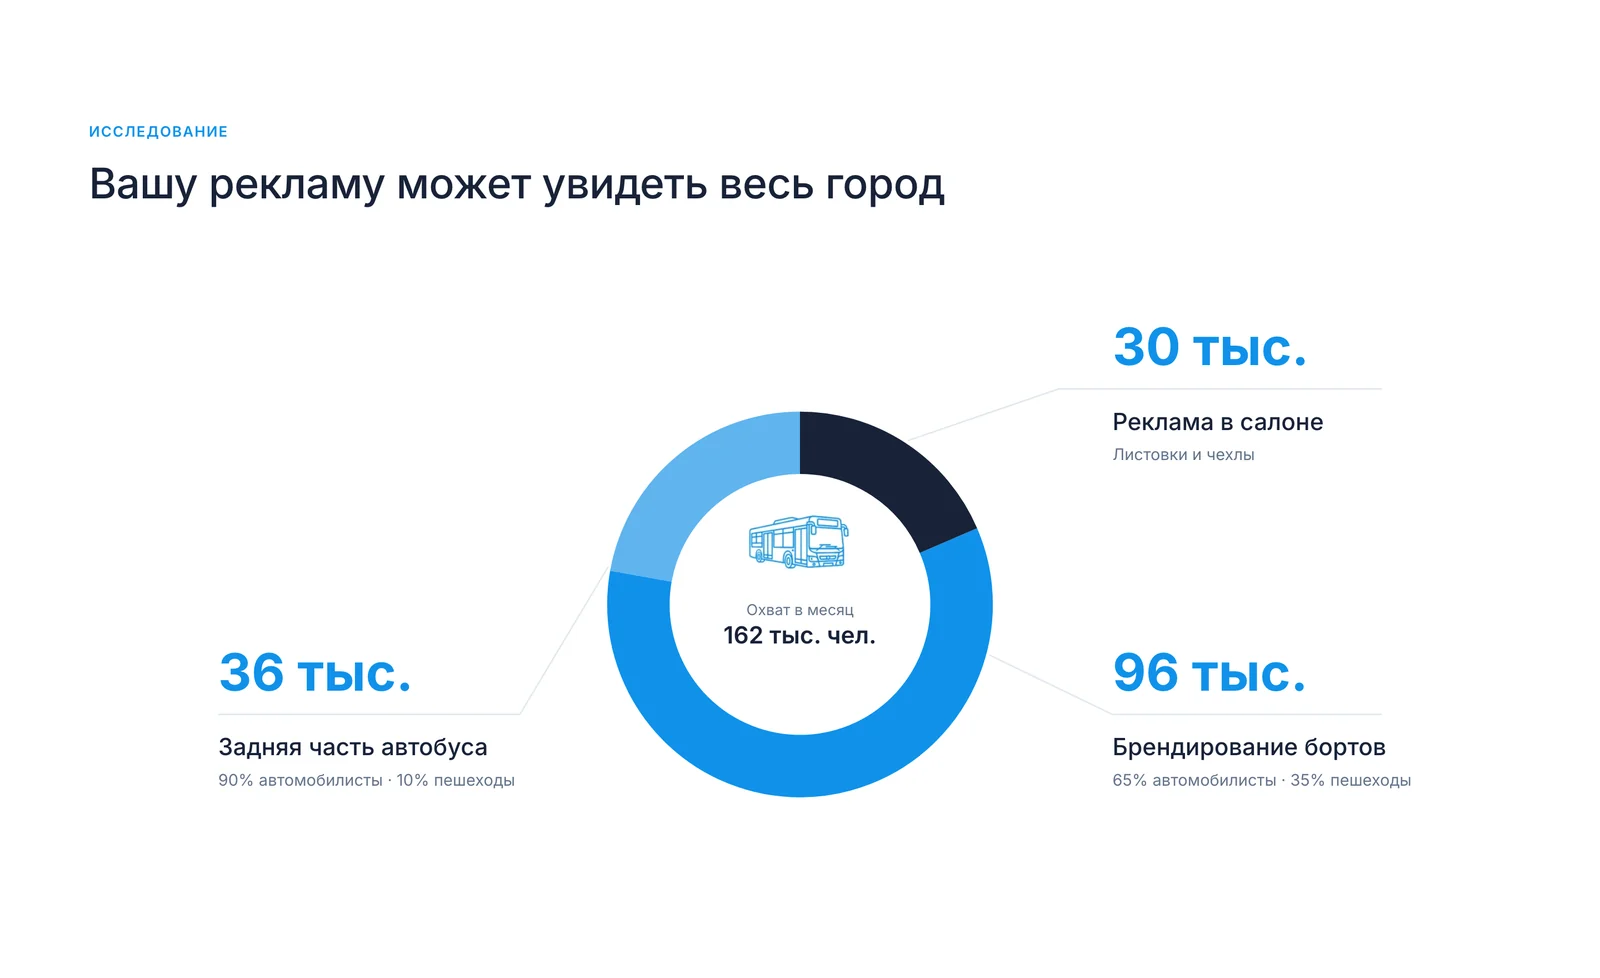 ИССЛЕДОВАНИЕ
Вашу рекламу может увидеть весь город
30 тыс.
Реклама в салоне
Листовки и чехлы
Охват в месяц
162 тыс. чел.
36 тыс.
Задняя часть автобуса
90% автомобилисты · 10% пешеходы
96 тыс.
Брендирование бортов
65% автомобилисты · 35% пешеходы